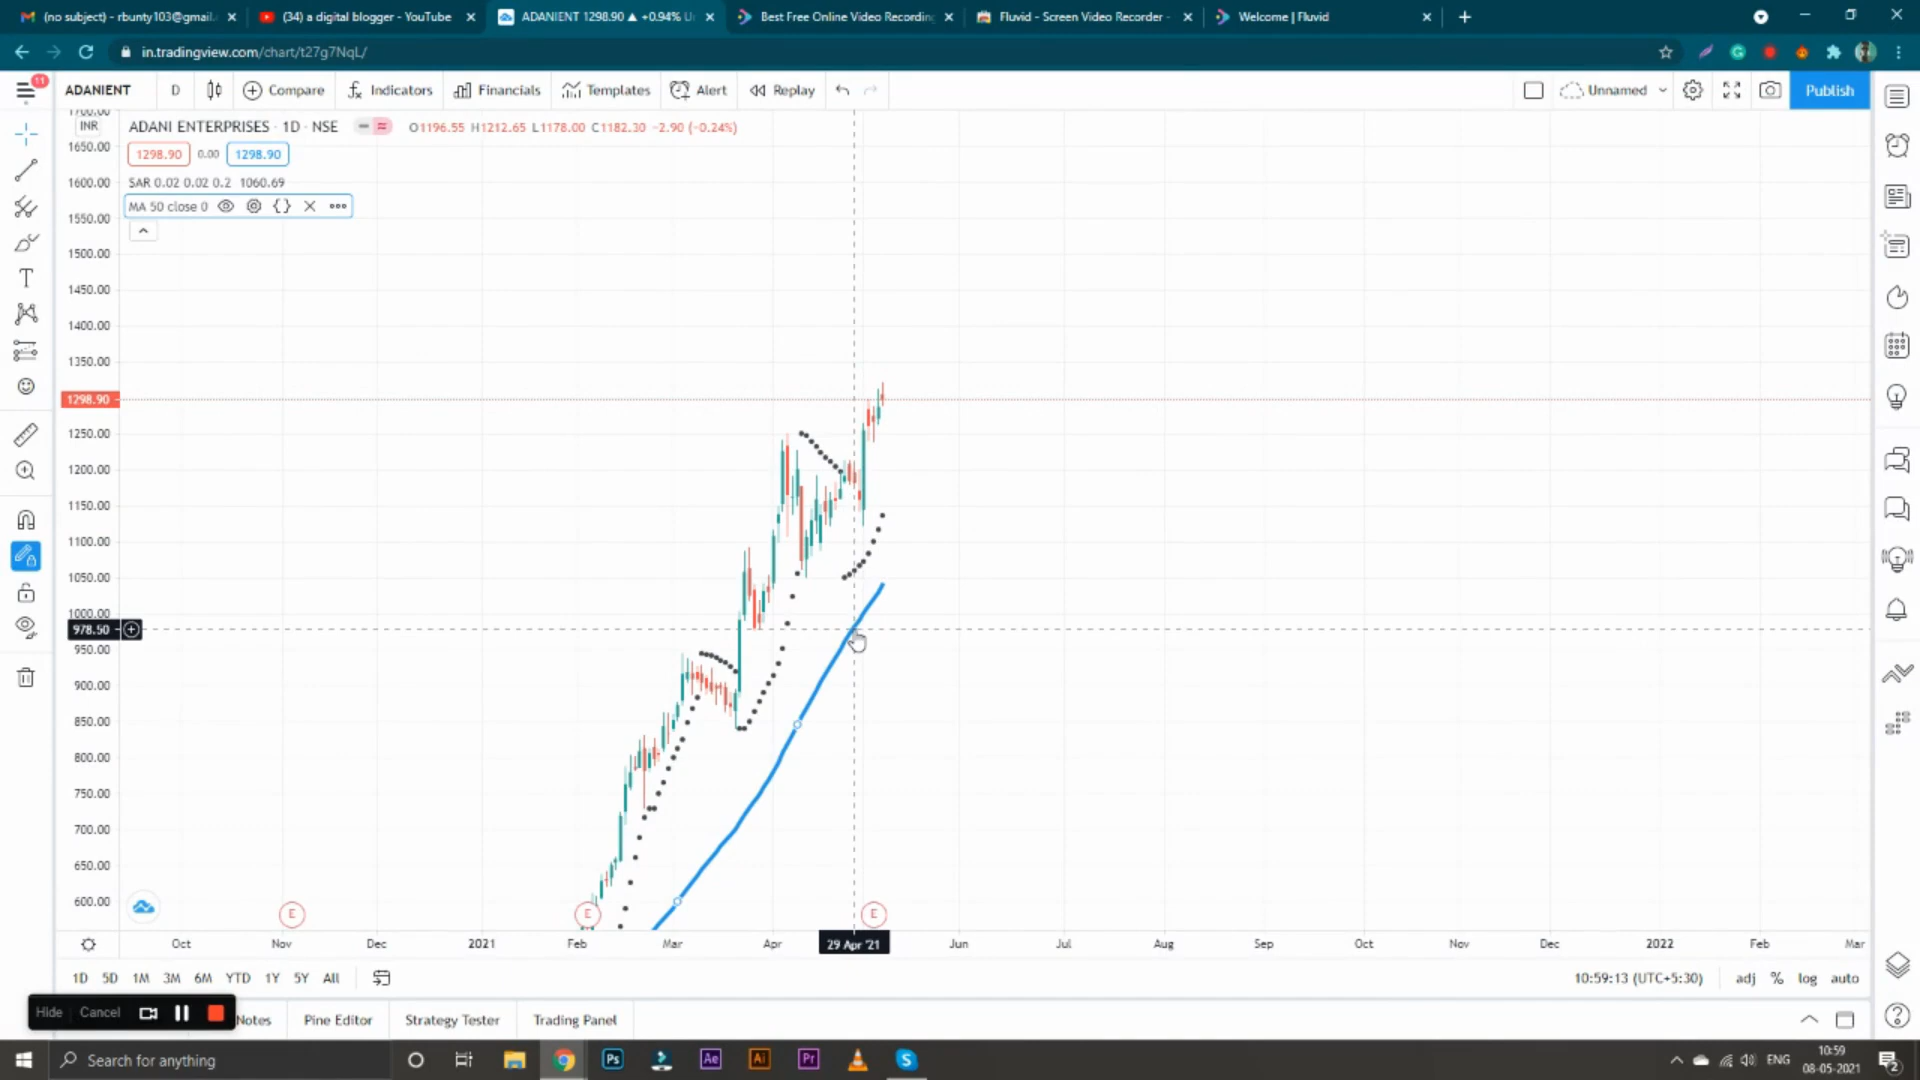 (no subject) - rbunty103@gmail.
(34) a digital blogger - YouTube
ADANIENT 1298.90 ▲ +0.94% U
Best Free Online Video Recording
Fluvid - Screen Video Recorder -
Welcome | Fluvid
in.tradingview.com/chart/t27g7NqL/
11
ADANIENT
D
Compare
Indicators
Financials
Templates
Alert
Replay
Unnamed
Publish
1700.00
INR
ADANI ENTERPRISES · 1D · NSE
O1196.55 H1212.65 L1178.00 C1182.30 −2.90 (−0.24%)
1650.00
1298.90 0.00 1298.90
1600.00
SAR 0.02 0.02 0.2 1060.69
MA 50 close 0
1550.00
1500.00
1450.00
1400.00
1350.00
1298.90
1250.00
1200.00
1150.00
1100.00
1050.00
1000.00
978.50
950.00
900.00
850.00
800.00
750.00
700.00
650.00
600.00
E
E
E
Oct
Nov
Dec
2021
Feb
Mar
Apr
29 Apr '21
Jun
Jul
Aug
Sep
Oct
Nov
Dec
2022
Feb
Mar
1D 5D 1M 3M 6M YTD 1Y 5Y All
10:59:13 (UTC+5:30)
adj % log auto
Hide Cancel
Notes
Pine Editor
Strategy Tester
Trading Panel
Search for anything
Ps
Ae
Ai
Pr
S
ENG
10:59
08-05-2021
2